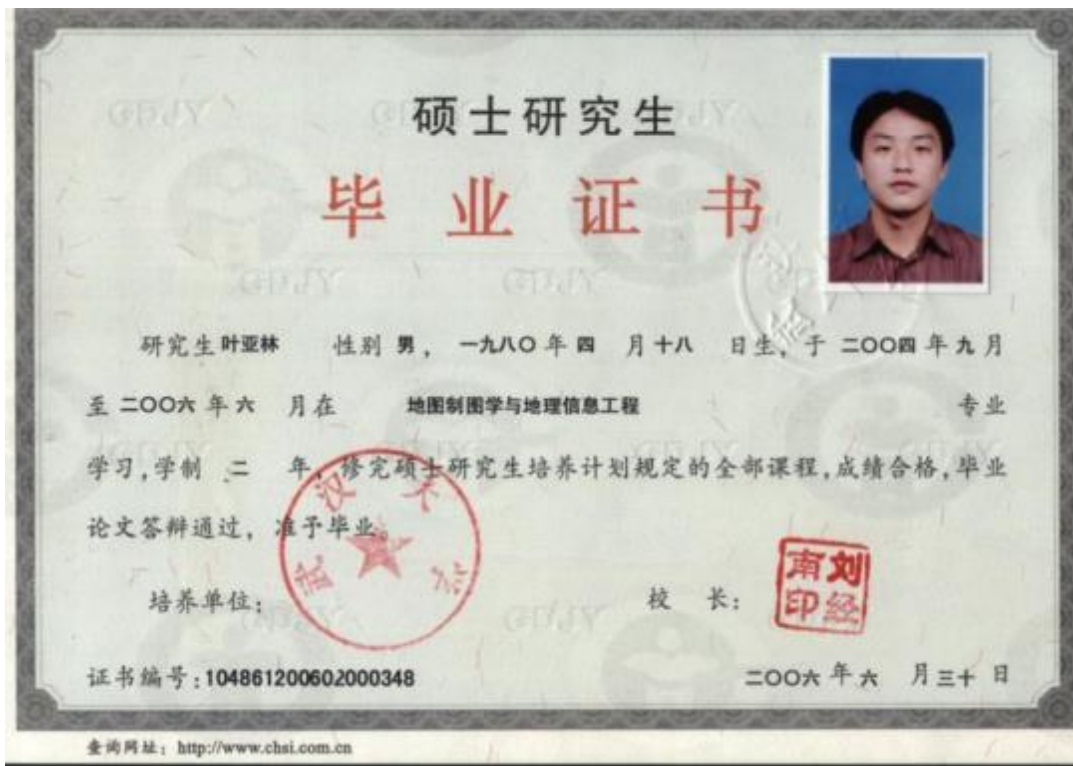 硕士研究生
毕业证书
研究生 叶亚林 性别 男， 一九八〇 年 四 月 十八 日生，于 二〇〇四 年 九 月
至 二〇〇六 年 六 月在 地图制图学与地理信息工程 专业
学习，学制 二 年，修完硕士研究生培养计划规定的全部课程，成绩合格，毕业
论文答辩通过，准予毕业。
武汉大学
培养单位： 校 长： 刘经南印
证书编号：104861200602000348 二〇〇六 年 六 月 三十 日
查询网址：http://www.chsi.com.cn